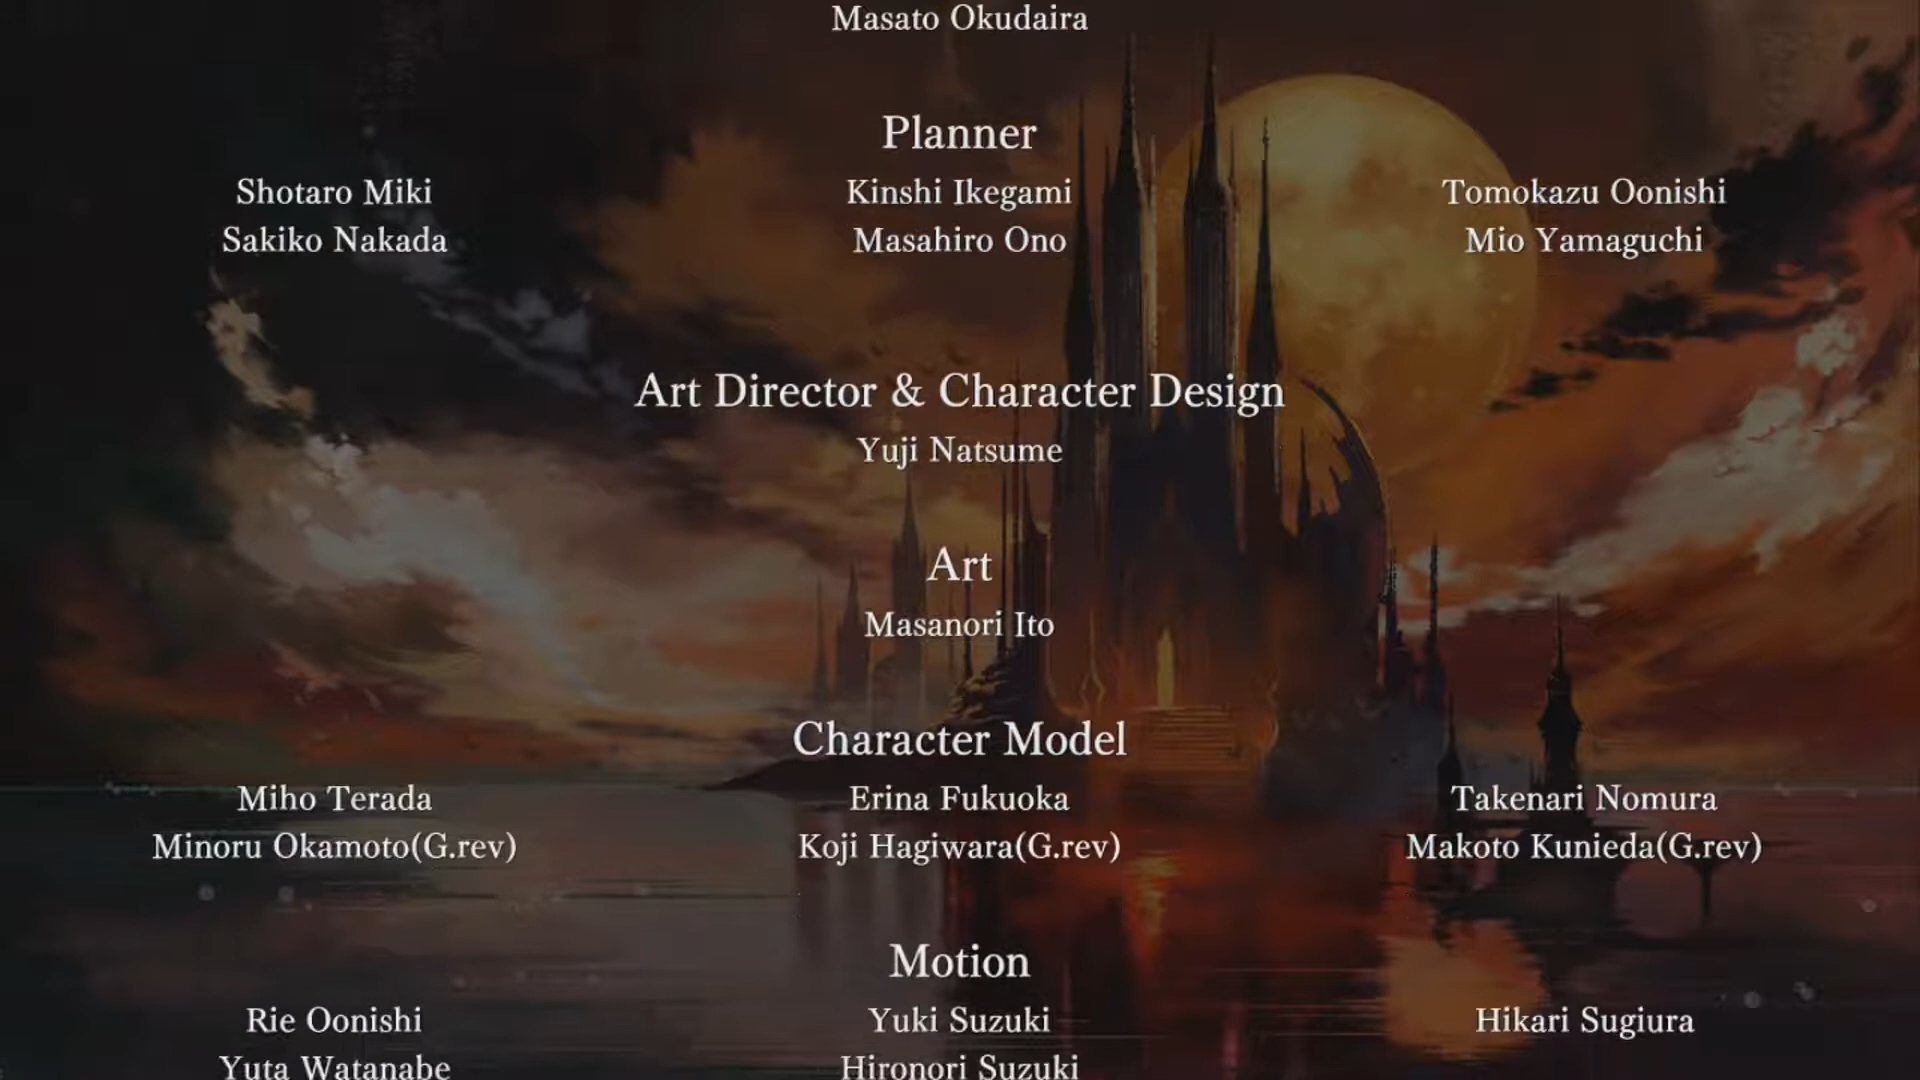 Masato Okudaira
Planner
Shotaro Miki Kinshi Ikegami Tomokazu Oonishi
Sakiko Nakada Masahiro Ono Mio Yamaguchi
Art Director & Character Design
Yuji Natsume
Art
Masanori Ito
Character Model
Miho Terada Erina Fukuoka Takenari Nomura
Minoru Okamoto(G.rev) Koji Hagiwara(G.rev) Makoto Kunieda(G.rev)
Motion
Rie Oonishi Yuki Suzuki Hikari Sugiura
Yuta Watanabe Hironori Suzuki